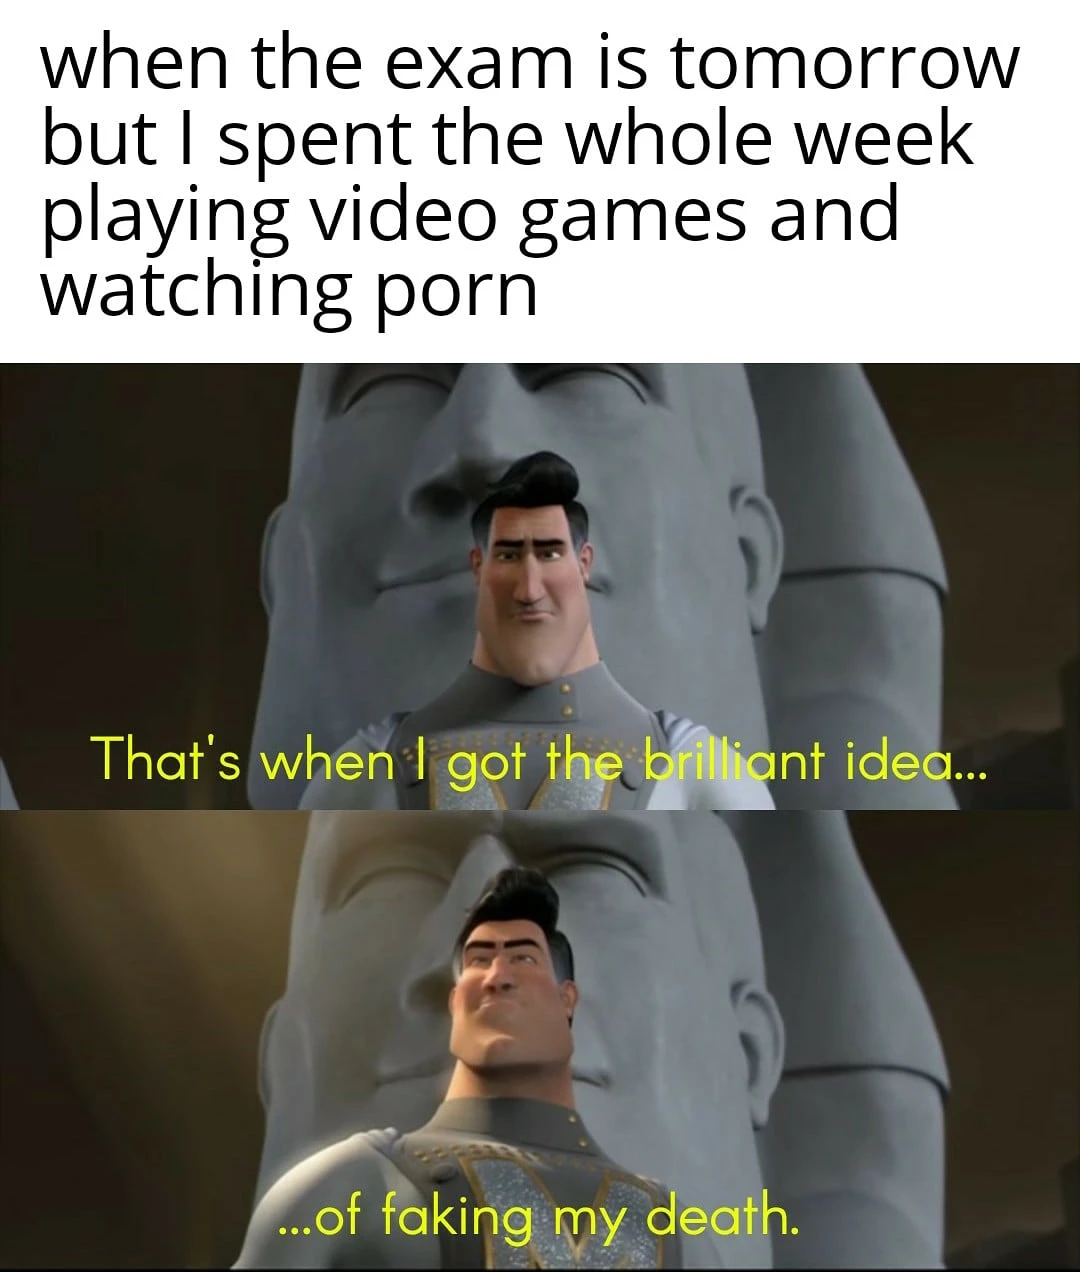 when the exam is tomorrow
but I spent the whole week
playing video games and
watching porn
That's when I got the brilliant idea...
...of faking my death.